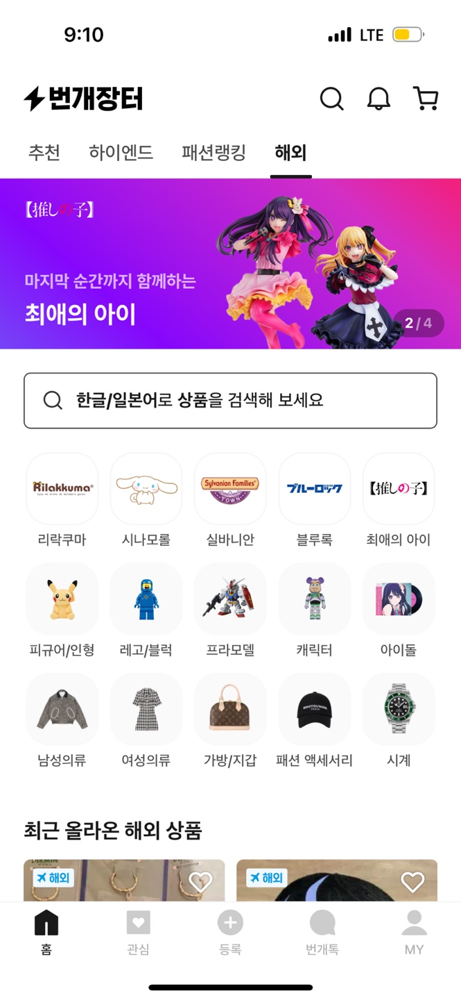 9:10
LTE
번개장터
추천 하이엔드 패션랭킹 해외
【推しの子】
마지막 순간까지 함께하는
최애의 아이
2 / 4
한글/일본어로 상품을 검색해 보세요
Rilakkuma®
Sylvanian Families®
TOWN
ブルーロック
【推しの子】
리락쿠마 시나모롤 실바니안 블루록 최애의 아이
피규어/인형 레고/블럭 프라모델 캐릭터 아이돌
WOOYOUNGMI
PARIS
남성의류 여성의류 가방/지갑 패션 액세서리 시계
최근 올라온 해외 상품
PIKMIN
해외 해외
홈 관심 등록 번개톡 MY